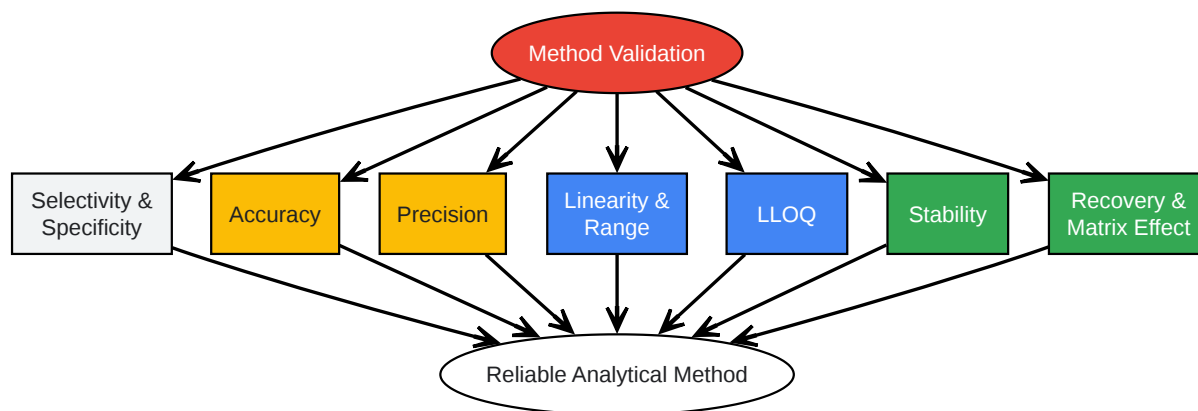 Method Validation
Selectivity &
Specificity
Accuracy
Precision
Linearity &
Range
LLOQ
Stability
Recovery &
Matrix Effect
Reliable Analytical Method